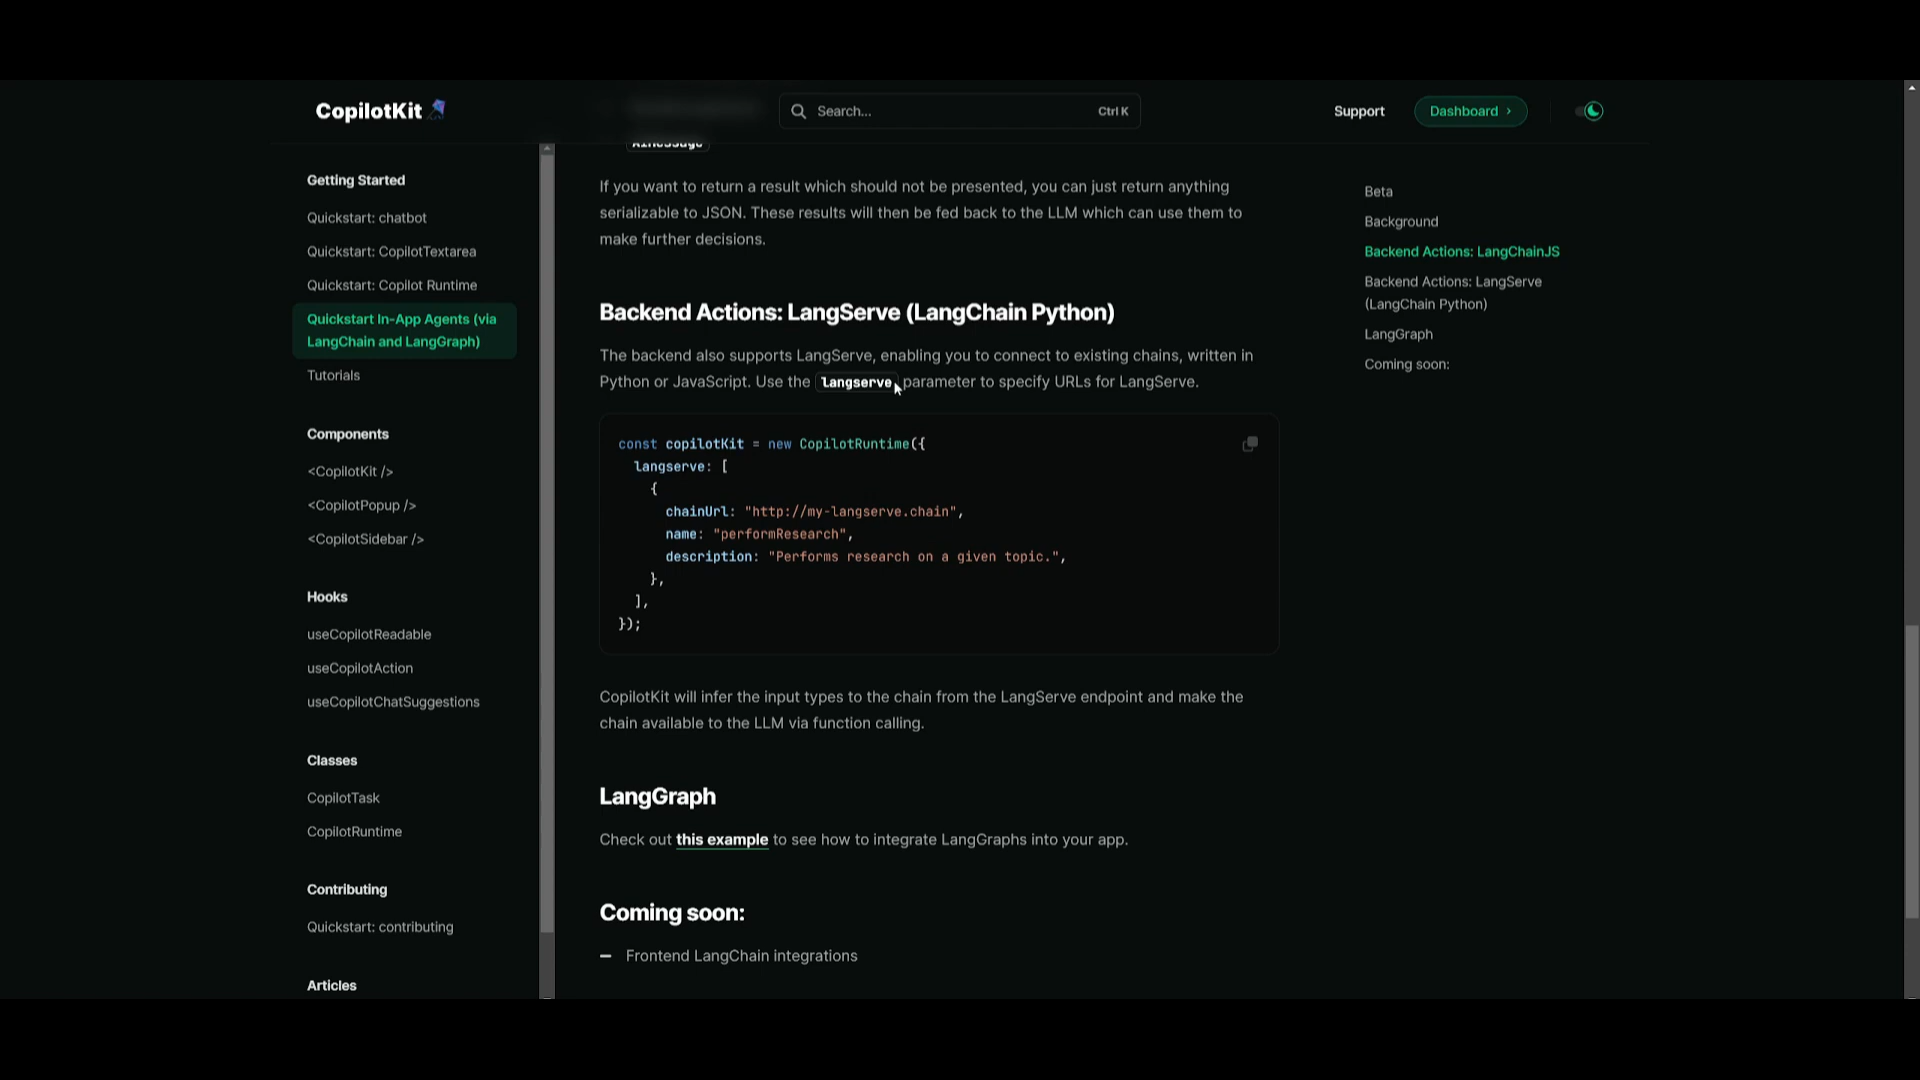 CopilotKit
Search...
Ctrl K
Support
Dashboard ›
Getting Started
Quickstart: chatbot
Quickstart: CopilotTextarea
Quickstart: Copilot Runtime
Quickstart In-App Agents (via
LangChain and LangGraph)
Tutorials
Components
<CopilotKit />
<CopilotPopup />
<CopilotSidebar />
Hooks
useCopilotReadable
useCopilotAction
useCopilotChatSuggestions
Classes
CopilotTask
CopilotRuntime
Contributing
Quickstart: contributing
Articles
If you want to return a result which should not be presented, you can just return anything
serializable to JSON. These results will then be fed back to the LLM which can use them to
make further decisions.
Backend Actions: LangServe (LangChain Python)
The backend also supports LangServe, enabling you to connect to existing chains, written in
Python or JavaScript. Use the langserve parameter to specify URLs for LangServe.
const copilotKit = new CopilotRuntime({
langserve: [
{
chainUrl: "http://my-langserve.chain",
name: "performResearch",
description: "Performs research on a given topic.",
},
],
});
CopilotKit will infer the input types to the chain from the LangServe endpoint and make the
chain available to the LLM via function calling.
LangGraph
Check out this example to see how to integrate LangGraphs into your app.
Coming soon:
– Frontend LangChain integrations
Beta
Background
Backend Actions: LangChainJS
Backend Actions: LangServe
(LangChain Python)
LangGraph
Coming soon: